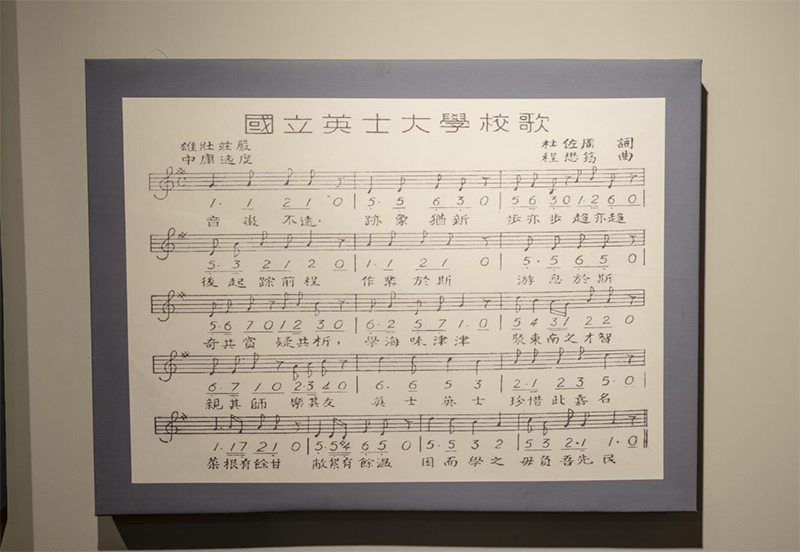 國立英士大學校歌
雄壯莊嚴 杜佐周 詞
中庸速度 程懋筠 曲
1· 1 2 1 0 | 5· 5 6 3 0 | 5 6 3 0 1·2 6 0
音徽不遠· 跡象猶新 步亦步趨亦趨
5· 3 2 1 2 0 | 1· 1 2 1 0 | 5· 5 6 5 0
後起踪前程 作業於斯 游息於斯
5·6 7 0 1 2 3 0 | 6·2 5 7 1·0 | 5 4 3 1 2 2 0
奇共賞 疑共析， 學海味津津 聚東南之才智
6·7 1 0 2·3 4 0 | 6· 6 5 3 | 2·1 2 3 5·0
親其師 樂其友 英士英士 珍惜此嘉名
1·1 7 2 1 0 | 5·5 4 6 5 0 | 5·5 3 2 | 5 3 2·1 1·0
菜根有餘甘 敝絮有餘溫 困而學之 毋負吾先民